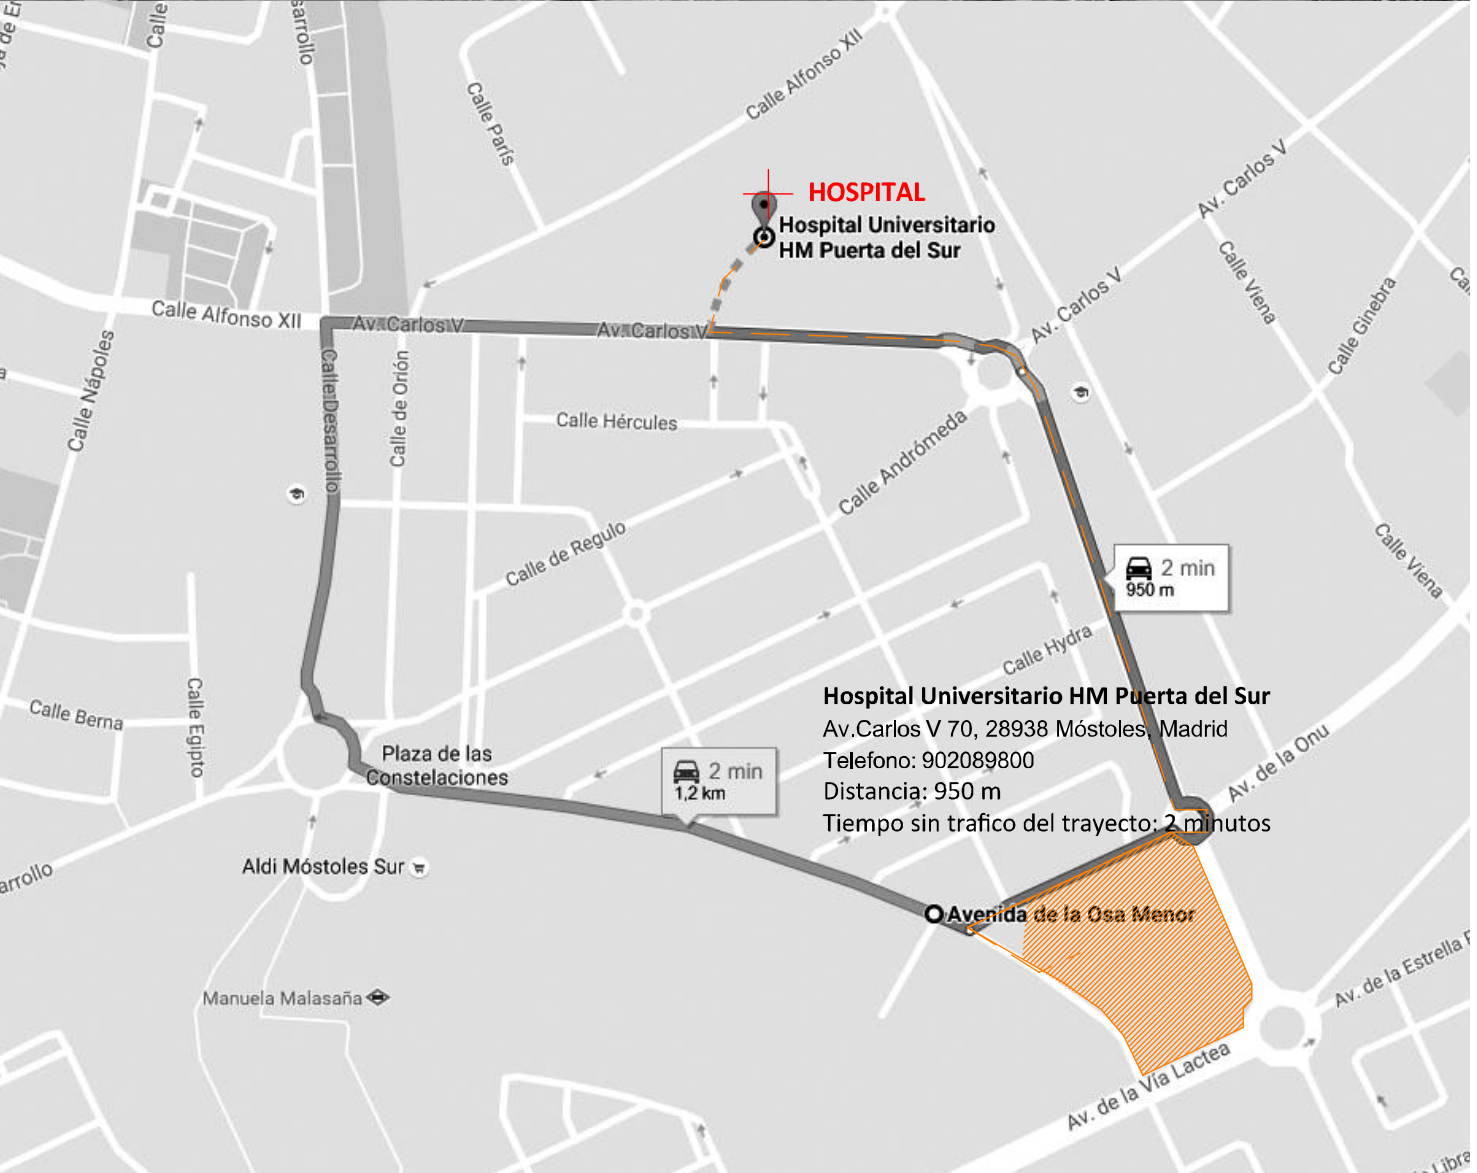 Calle
sarrollo
Calle París
Calle Alfonso XII
HOSPITAL
Hospital Universitario
HM Puerta del Sur
Av. Carlos V
Calle Viena
Calle Ginebra
Av. Carlos V
Calle Alfonso XII
Av. Carlos V
Av. Carlos V
Calle Nápoles
Calle Desarrollo
Calle de Orión
Calle Hércules
Calle Andrómeda
Calle de Regulo
Calle Viena
2 min
950 m
Calle Hydra
Hospital Universitario HM Puerta del Sur
Av.Carlos V 70, 28938 Móstoles, Madrid
Telefono: 902089800
Distancia: 950 m
Tiempo sin trafico del trayecto: 2 minutos
Calle Berna
Calle Egipto
Plaza de las
Constelaciones
2 min
1,2 km
Av. de la Onu
Aldi Móstoles Sur
arrollo
Avenida de la Osa Menor
Manuela Malasaña
Av. de la Estrella
Av. de la Vía Lactea
Libra